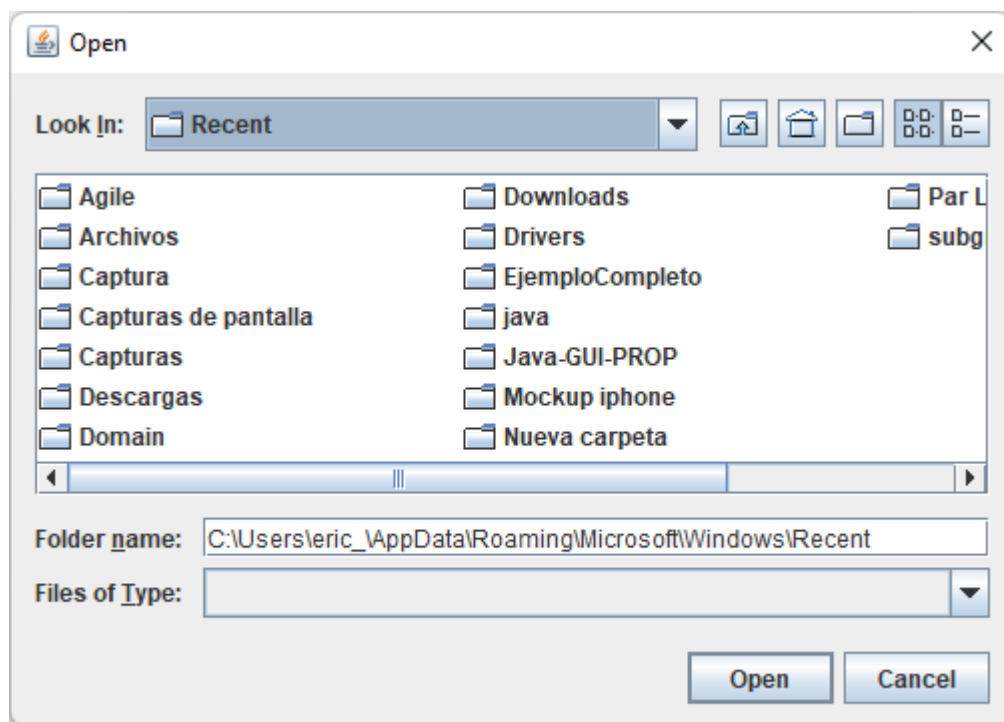 Open
Look In: Recent
Agile Downloads Par L
Archivos Drivers subg
Captura EjemploCompleto
Capturas de pantalla java
Capturas Java-GUI-PROP
Descargas Mockup iphone
Domain Nueva carpeta
Folder name: C:\Users\eric_\AppData\Roaming\Microsoft\Windows\Recent
Files of Type:
Open Cancel